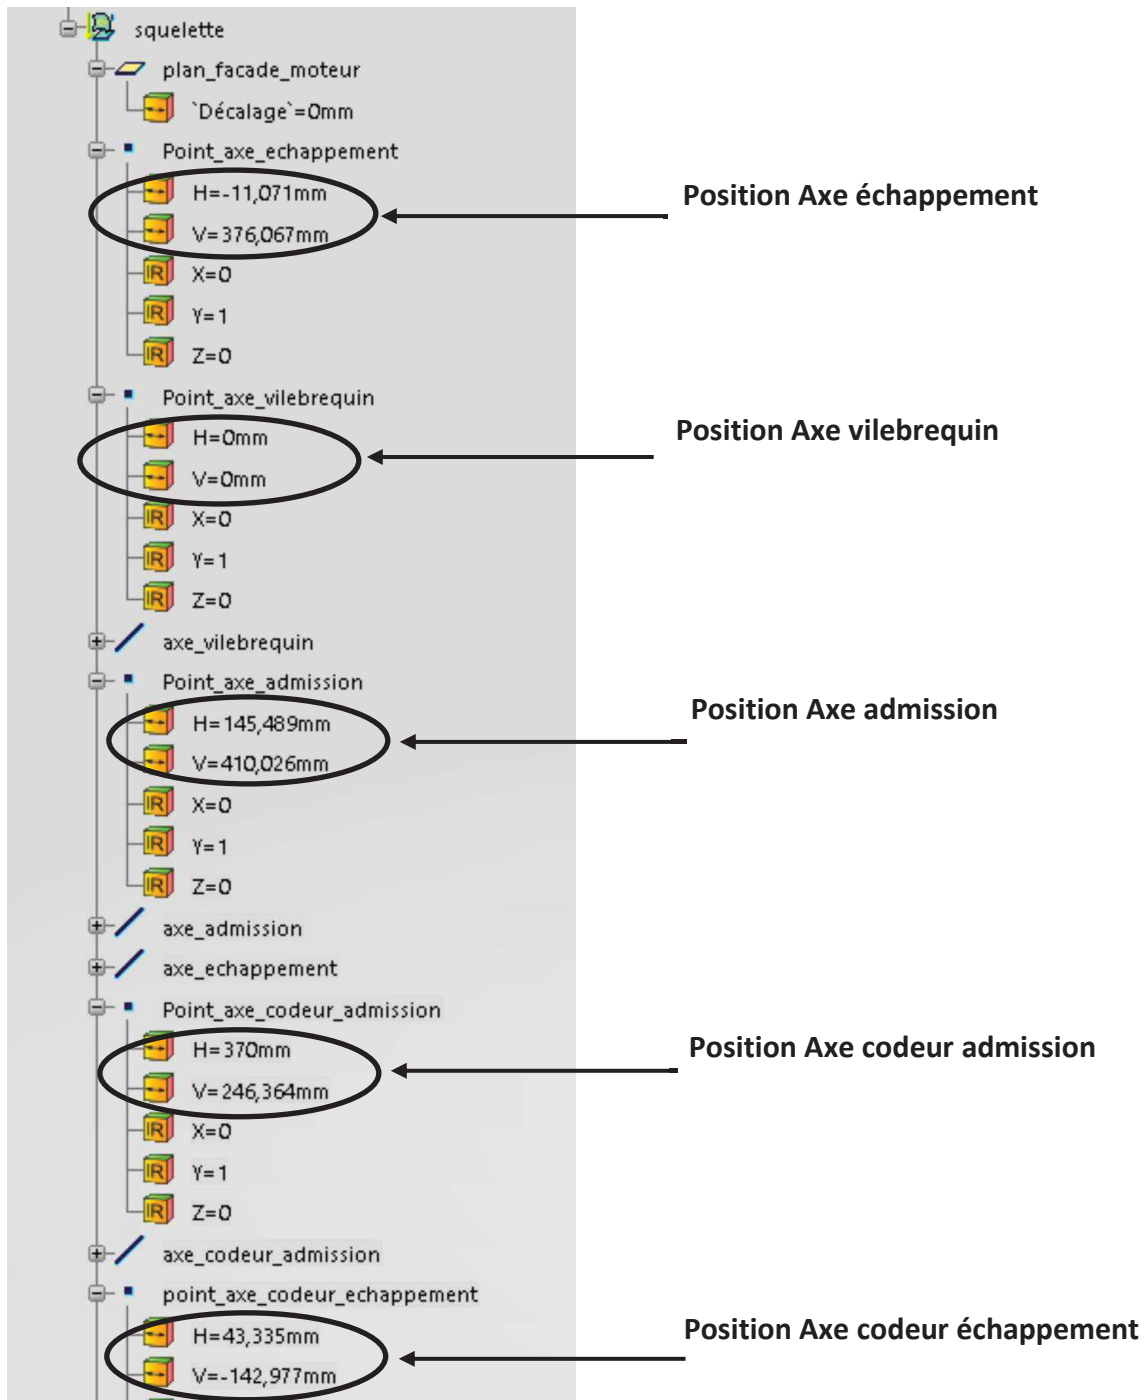 squelette
plan_facade_moteur
`Décalage`=0mm
Point_axe_echappement
H=-11,071mm
Position Axe échappement
V=376,067mm
X=0
Y=1
Z=0
Point_axe_vilebrequin
H=0mm
Position Axe vilebrequin
V=0mm
X=0
Y=1
Z=0
axe_vilebrequin
Point_axe_admission
H=145,489mm
Position Axe admission
V=410,026mm
X=0
Y=1
Z=0
axe_admission
axe_echappement
Point_axe_codeur_admission
H=370mm
Position Axe codeur admission
V=246,364mm
X=0
Y=1
Z=0
axe_codeur_admission
point_axe_codeur_echappement
H=43,335mm
Position Axe codeur échappement
V=-142,977mm